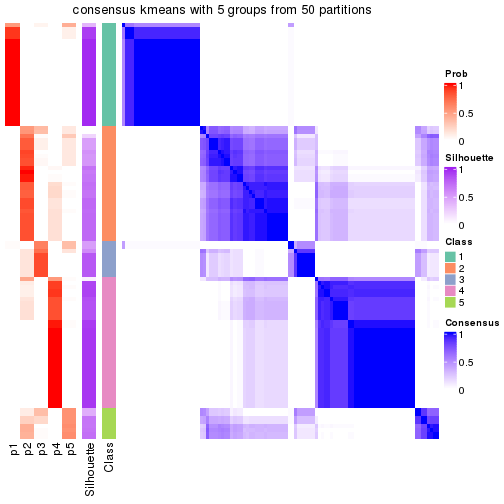 consensus kmeans with 5 groups from 50 partitions
Prob
1
0.5
0
Silhouette
1
0.5
0
Class
1
2
3
4
5
Consensus
1
0.5
0
p1
p2
p3
p4
p5
Silhouette
Class